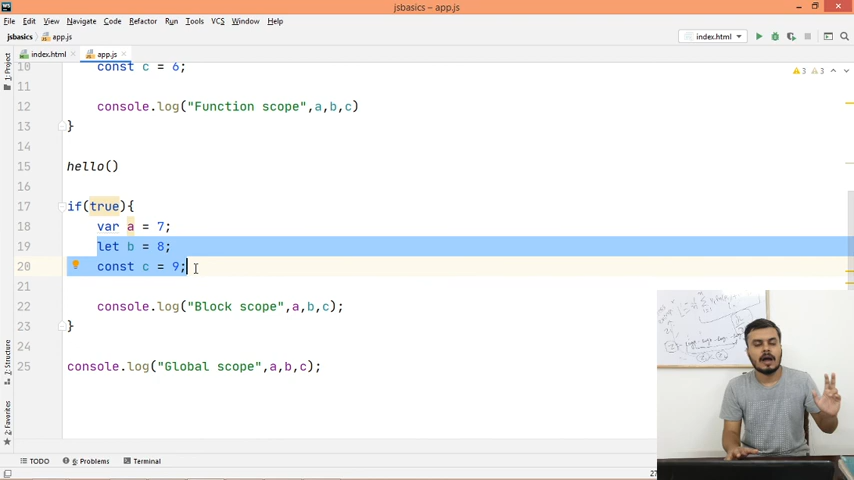 jsbasics – app.js
File Edit View Navigate Code Refactor Run Tools VCS Window Help
jsbasics app.js index.html
index.html app.js
1: Project
3 3
10 const c = 6;
11
12 console.log("Function scope",a,b,c)
13 }
14
15 hello()
16
17 if(true){
18 var a = 7;
19 let b = 8;
20 const c = 9;
21
22 console.log("Block scope",a,b,c);
23 }
24
25 console.log("Global scope",a,b,c);
Structure
2: Favorites
TODO 6: Problems Terminal